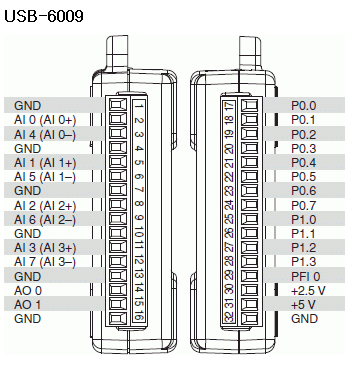 USB-6009
GND 1 17 P0.0
AI 0 (AI 0+) 2 18 P0.1
AI 4 (AI 0–) 3 19 P0.2
GND 4 20 P0.3
AI 1 (AI 1+) 5 21 P0.4
AI 5 (AI 1–) 6 22 P0.5
GND 7 23 P0.6
AI 2 (AI 2+) 8 24 P0.7
AI 6 (AI 2–) 9 25 P1.0
GND 10 26 P1.1
AI 3 (AI 3+) 11 27 P1.2
AI 7 (AI 3–) 12 28 P1.3
GND 13 29 PFI 0
AO 0 14 30 +2.5 V
AO 1 15 31 +5 V
GND 16 32 GND